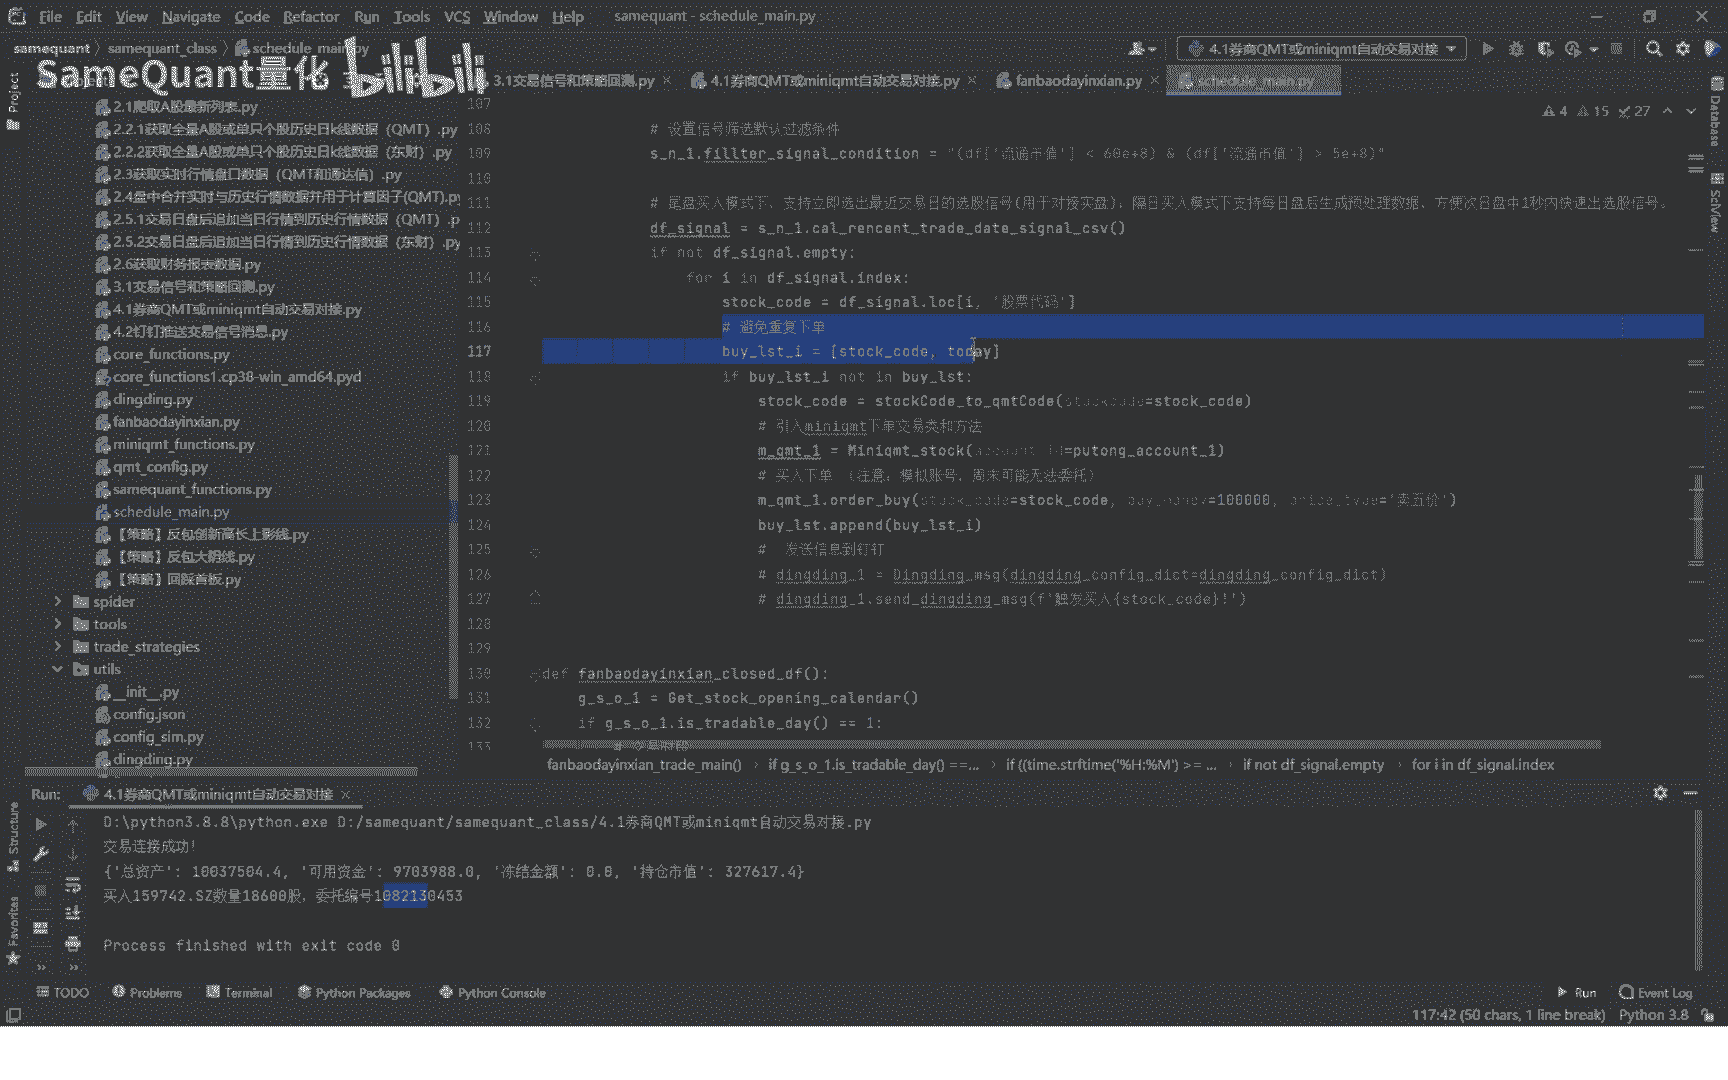 File Edit View Navigate Code Refactor Run Tools VCS Window Help samequant - schedule_main.py
samequant samequant_class schedule_main.py 4.1券商QMT或miniqmt自动交易对接
SameQuant量化 bilibili
3.1交易信号和策略回测.py 4.1券商QMT或miniqmt自动交易对接.py fanbaodayinxian.py schedule_main.py
Project
2.1爬取A股最新列表.py
2.2.1获取全量A股或单只个股历史日k线数据（QMT）.py
2.2.2获取全量A股或单只个股历史日k线数据（东财）.py
2.3获取实时行情盘口数据（QMT和通达信）.py
2.4盘中合并实时与历史行情数据并用于计算因子(QMT).py
2.5.1交易日盘后追加当日行情到历史行情数据（QMT）.p
2.5.2交易日盘后追加当日行情到历史行情数据（东财）.py
2.6获取财务报表数据.py
3.1交易信号和策略回测.py
4.1券商QMT或miniqmt自动交易对接.py
4.2钉钉推送交易信号消息.py
core_functions.py
core_functions1.cp38-win_amd64.pyd
dingding.py
fanbaodayinxian.py
miniqmt_functions.py
qmt_config.py
samequant_functions.py
schedule_main.py
【策略】反包创新高长上影线.py
【策略】反包大阴线.py
【策略】回踩首板.py
spider
tools
trade_strategies
utils
__init__.py
config.json
config_sim.py
dingding.py
4 15 27
107
108 # 设置信号筛选默认过滤条件
109 s_n_1.fillter_signal_condition = "(df['流通市值'] < 60e+8) & (df['流通市值'] > 5e+8)"
110
111 # 尾盘买入模式下，支持立即选出最近交易日的选股信号(用于对接实盘)，隔日买入模式下支持每日盘后生成预处理数据，方便次日盘中1秒内快速出选股信号。
112 df_signal = s_n_1.cal_rencent_trade_date_signal_csv()
113 if not df_signal.empty:
114 for i in df_signal.index:
115 stock_code = df_signal.loc[i, '股票代码']
116 # 避免重复下单
117 buy_lst_i = [stock_code, today]
118 if buy_lst_i not in buy_lst:
119 stock_code = stockCode_to_qmtCode(stockcode=stock_code)
120 # 引入miniqmt下单交易类和方法
121 m_qmt_1 = Miniqmt_stock(account_id=putong_account_1)
122 # 买入下单 （注意：模拟账号，周末可能无法委托）
123 m_qmt_1.order_buy(stock_code=stock_code, buy_money=100000, price_type='卖五价')
124 buy_lst.append(buy_lst_i)
125 # 发送信息到钉钉
126 # dingding_1 = Dingding_msg(dingding_config_dict=dingding_config_dict)
127 # dingding_1.send_dingding_msg(f'触发买入{stock_code}!')
128
129
130 def fanbaodayinxian_closed_df():
131 g_s_o_1 = Get_stock_opening_calendar()
132 if g_s_o_1.is_tradable_day() == 1:
133
fanbaodayinxian_trade_main() if g_s_o_1.is_tradable_day() ==... if ((time.strftime('%H:%M') >= ... if not df_signal.empty for i in df_signal.index
Database
SciView
Run: 4.1券商QMT或miniqmt自动交易对接
D:\python3.8.8\python.exe D:/samequant/samequant_class/4.1券商QMT或miniqmt自动交易对接.py
交易连接成功!
{'总资产': 10037504.4, '可用资金': 9703988.0, '冻结金额': 0.0, '持仓市值': 327617.4}
买入159742.SZ数量18600股，委托编号1082130453
Process finished with exit code 0
Structure
Favorites
TODO Problems Terminal Python Packages Python Console Run Event Log
117:42 (50 chars, 1 line break) Python 3.8